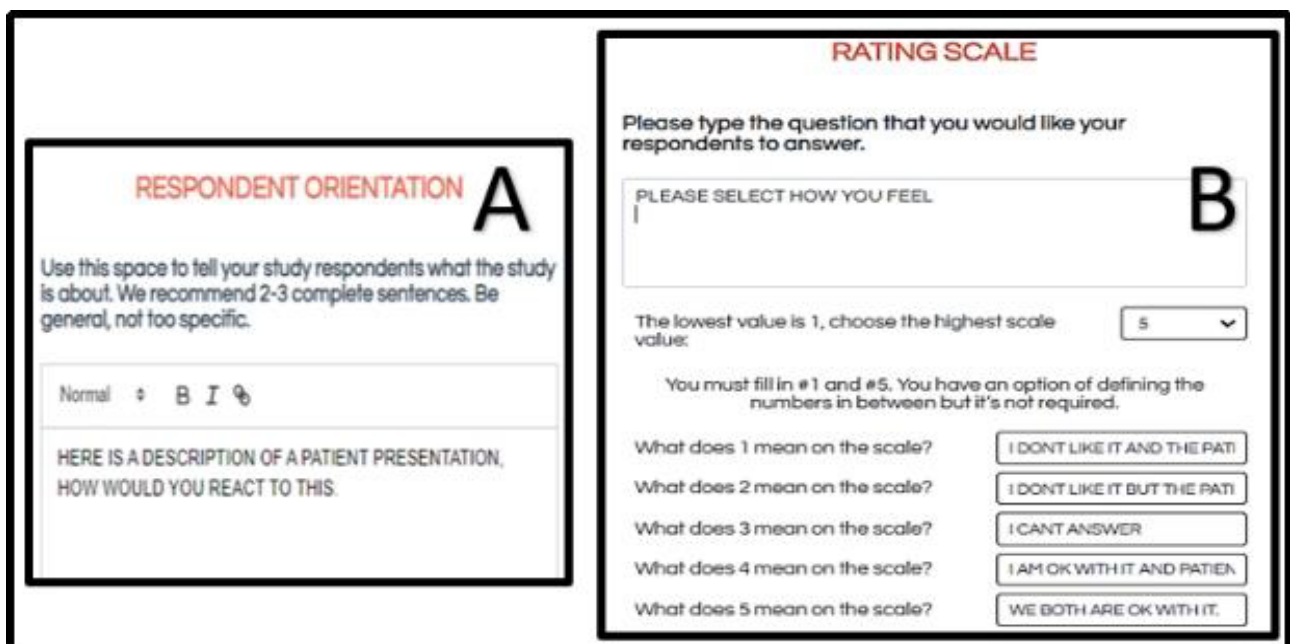 RESPONDENT ORIENTATION
A
Use this space to tell your study respondents what the study
is about. We recommend 2-3 complete sentences. Be
general, not too specific.
Normal
B I
HERE IS A DESCRIPTION OF A PATIENT PRESENTATION,
HOW WOULD YOU REACT TO THIS.
RATING SCALE
Please type the question that you would like your
respondents to answer.
PLEASE SELECT HOW YOU FEEL
B
The lowest value is 1, choose the highest scale
value:
5
You must fill in #1 and #5. You have an option of defining the
numbers in between but it's not required.
What does 1 mean on the scale? I DONT LIKE IT AND THE PATI
What does 2 mean on the scale? I DONT LIKE IT BUT THE PATI
What does 3 mean on the scale? I CANT ANSWER
What does 4 mean on the scale? I AM OK WITH IT AND PATIEN
What does 5 mean on the scale? WE BOTH ARE OK WITH IT.